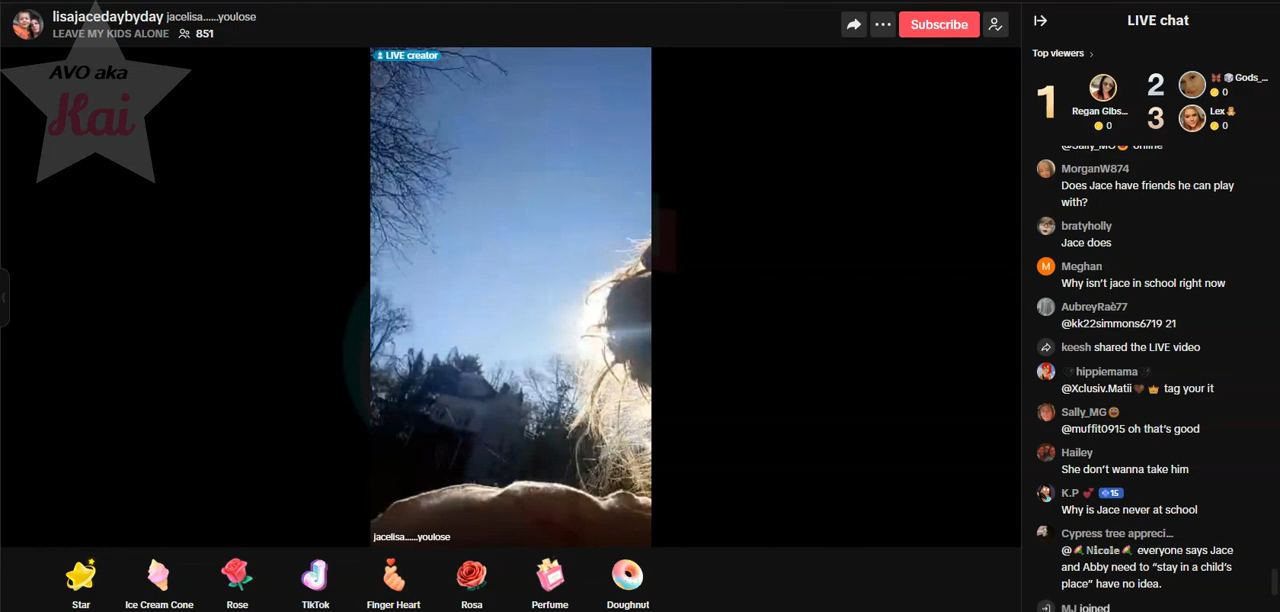 lisajacedaybyday jacelisa......youlose
LEAVE MY KIDS ALONE 851
Subscribe
AVO aka
Kai
LIVE creator
jacelisa......youlose
Star
Ice Cream Cone
Rose
TikTok
Finger Heart
Rosa
Perfume
Doughnut
LIVE chat
Top viewers
1
Regan Gibs...
0
2
Gods_...
0
3
Lex
0
@Sally_MG online
MorganW874
Does Jace have friends he can play
with?
bratyholly
Jace does
M
Meghan
Why isn't jace in school right now
AubreyRaè77
@kk22simmons6719 21
keesh shared the LIVE video
hippiemama
@Xclusiv.Matii tag your it
Sally_MG
@muffit0915 oh that's good
Hailey
She don't wanna take him
K.P 15
Why is Jace never at school
Cypress tree appreci...
@ Nicole everyone says Jace
and Abby need to "stay in a child's
place" have no idea.
MJ joined